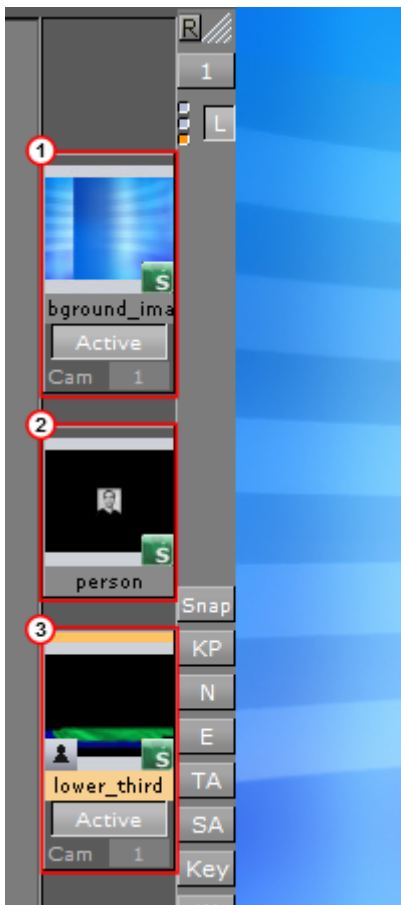 R
1
L
1
S
bground_ima
Active
Cam 1
2
S
person
Snap
3
KP
N
E
S
lower_third
TA
Active
SA
Cam 1
Key